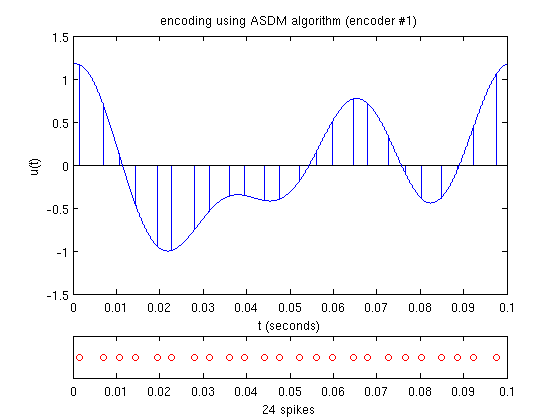 encoding using ASDM algorithm (encoder #1)
1.5
1
0.5
0
-0.5
-1
-1.5
u(t)
0 0.01 0.02 0.03 0.04 0.05 0.06 0.07 0.08 0.09 0.1
t (seconds)
0 0.01 0.02 0.03 0.04 0.05 0.06 0.07 0.08 0.09 0.1
24 spikes